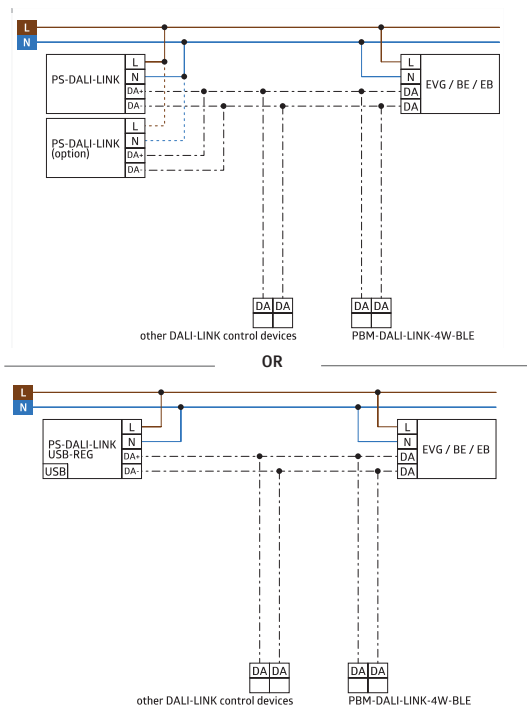 L
N
PS-DALI-LINK
L
N
DA+
DA-
L
N
DA
DA
EVG / BE / EB
PS-DALI-LINK
(option)
L
N
DA+
DA-
DA DA
DA DA
other DALI-LINK control devices
PBM-DALI-LINK-4W-BLE
OR
L
N
PS-DALI-LINK
USB-REG
USB
L
N
DA+
DA-
L
N
DA
DA
EVG / BE / EB
DA DA
DA DA
other DALI-LINK control devices
PBM-DALI-LINK-4W-BLE